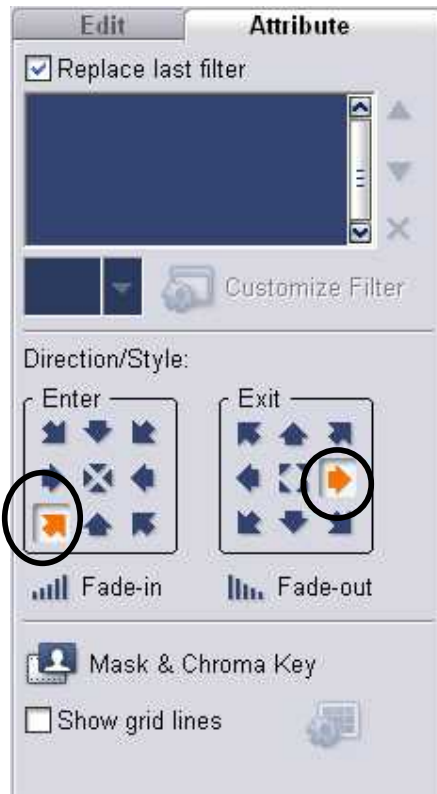 Edit Attribute
Replace last filter
Customize Filter
Direction/Style:
Enter Exit
Fade-in Fade-out
Mask & Chroma Key
Show grid lines